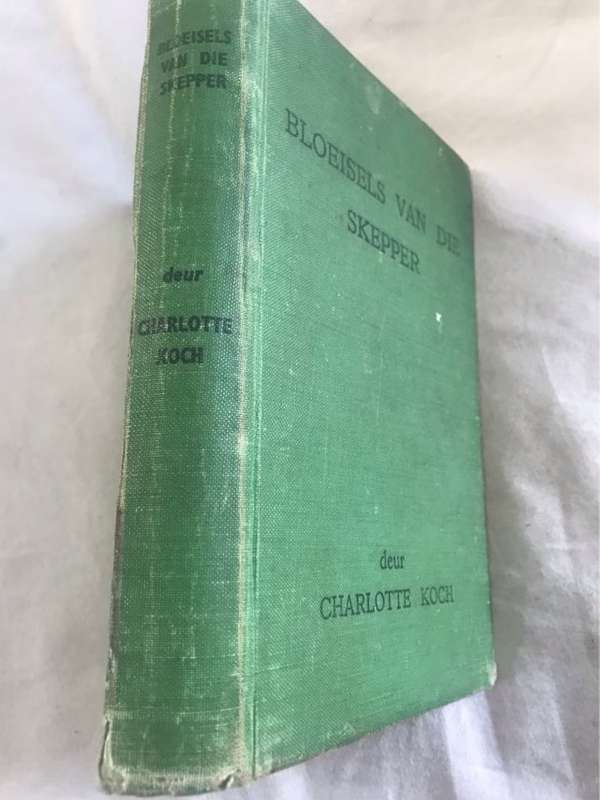 BLOEISELS
VAN DIE
SKEPPER
deur
CHARLOTTE
KOCH
BLOEISELS VAN DIE
SKEPPER
deur
CHARLOTTE KOCH